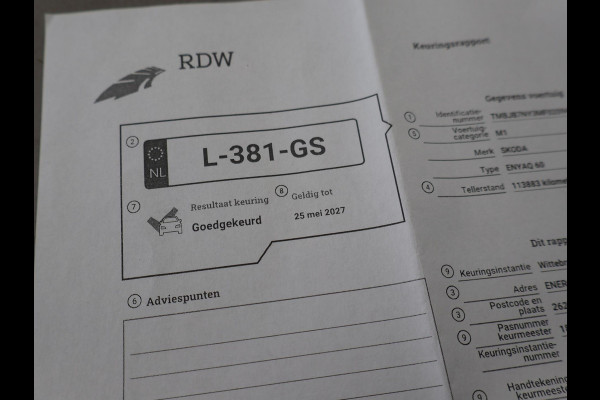 RDW
Keuringsrapport
2
NL
L-381-GS
7
Resultaat keuring
Goedgekeurd
8 Geldig tot
25 mei 2027
6 Adviespunten
Gegevens voertuig
1 Identificatie-
nummer
5 Voertuig-
categorie M1
Merk SKODA
Type ENYAQ 60
4 Tellerstand 113883
Dit
9 Keuringsinstantie
3 Adres
3 Postcode en
plaats
9 Pasnummer
keurmeester
Keuringsinstantie-
nummer
9 Handtekening
keurmeester